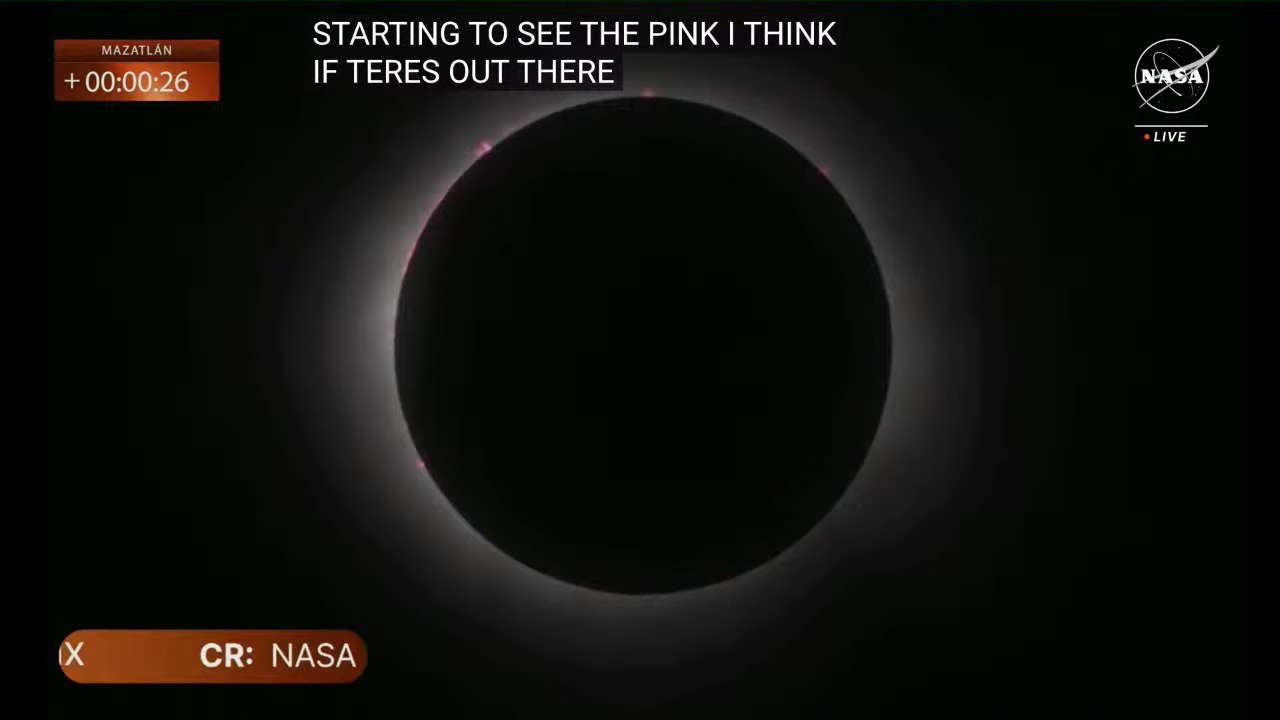 STARTING TO SEE THE PINK I THINK
IF TERES OUT THERE
MAZATLÁN
+ 00:00:26
NASA
LIVE
X
CR: NASA